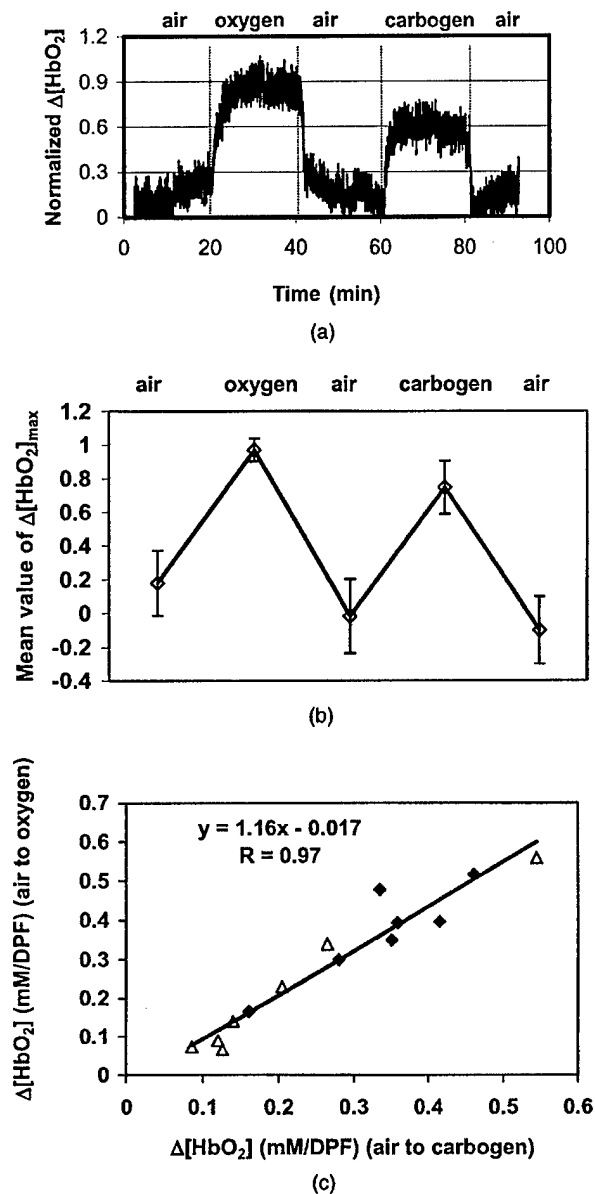 air oxygen air carbogen air
Normalized Δ[HbO₂]
1.2
0.9
0.6
0.3
0
0 20 40 60 80 100
Time (min)
(a)
air oxygen air carbogen air
Mean value of Δ[HbO₂]max
1.2
1
0.8
0.6
0.4
0.2
0
-0.2
-0.4
(b)
Δ[HbO₂] (mM/DPF) (air to oxygen)
0.7
0.6
0.5
0.4
0.3
0.2
0.1
0
y = 1.16x - 0.017
R = 0.97
0 0.1 0.2 0.3 0.4 0.5 0.6
Δ[HbO₂] (mM/DPF) (air to carbogen)
(c)